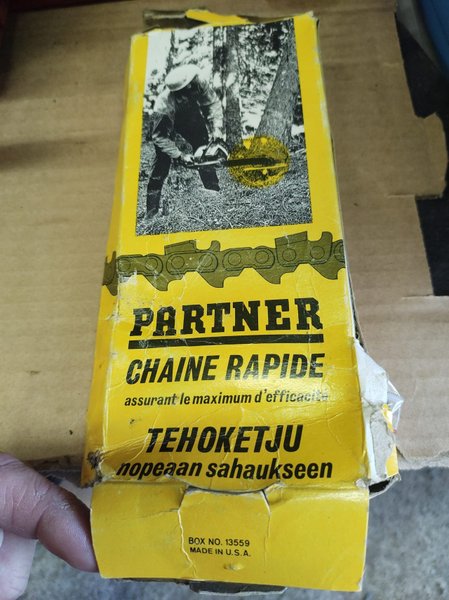 PARTNER
CHAINE RAPIDE
assurant le maximum d'efficacité
TEHOKETJU
nopeaan sahaukseen
BOX NO. 13559
MADE IN U.S.A.